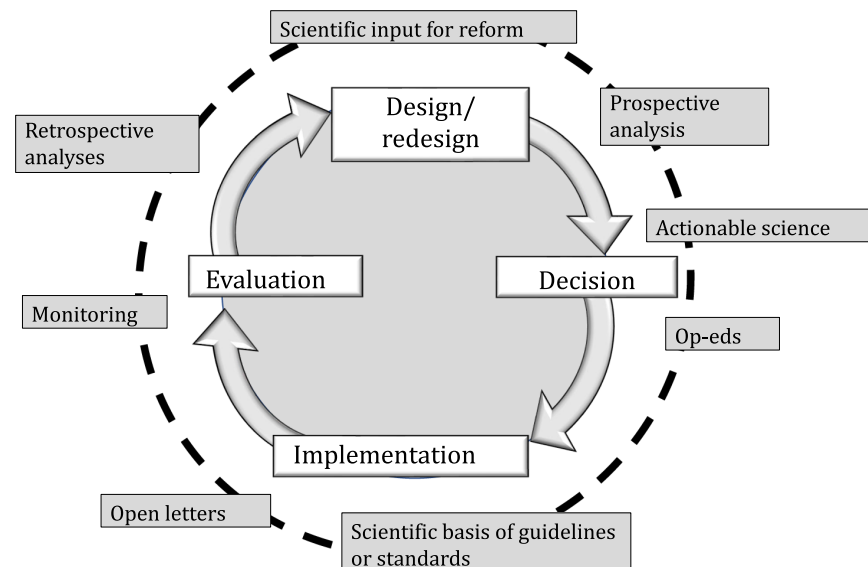 Scientific input for reform
Design/
redesign
Prospective
analysis
Retrospective
analyses
Actionable science
Evaluation
Decision
Monitoring
Op-eds
Implementation
Open letters
Scientific basis of guidelines
or standards